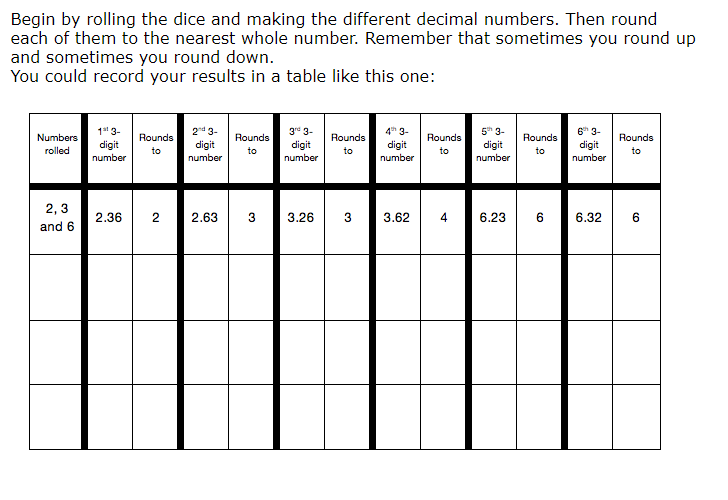 Begin by rolling the dice and making the different decimal numbers. Then round
each of them to the nearest whole number. Remember that sometimes you round up
and sometimes you round down.
You could record your results in a table like this one:
Numbers rolled | 1st 3-digit number | Rounds to | 2nd 3-digit number | Rounds to | 3rd 3-digit number | Rounds to | 4th 3-digit number | Rounds to | 5th 3-digit number | Rounds to | 6th 3-digit number | Rounds to
2, 3 and 6 | 2.36 | 2 | 2.63 | 3 | 3.26 | 3 | 3.62 | 4 | 6.23 | 6 | 6.32 | 6